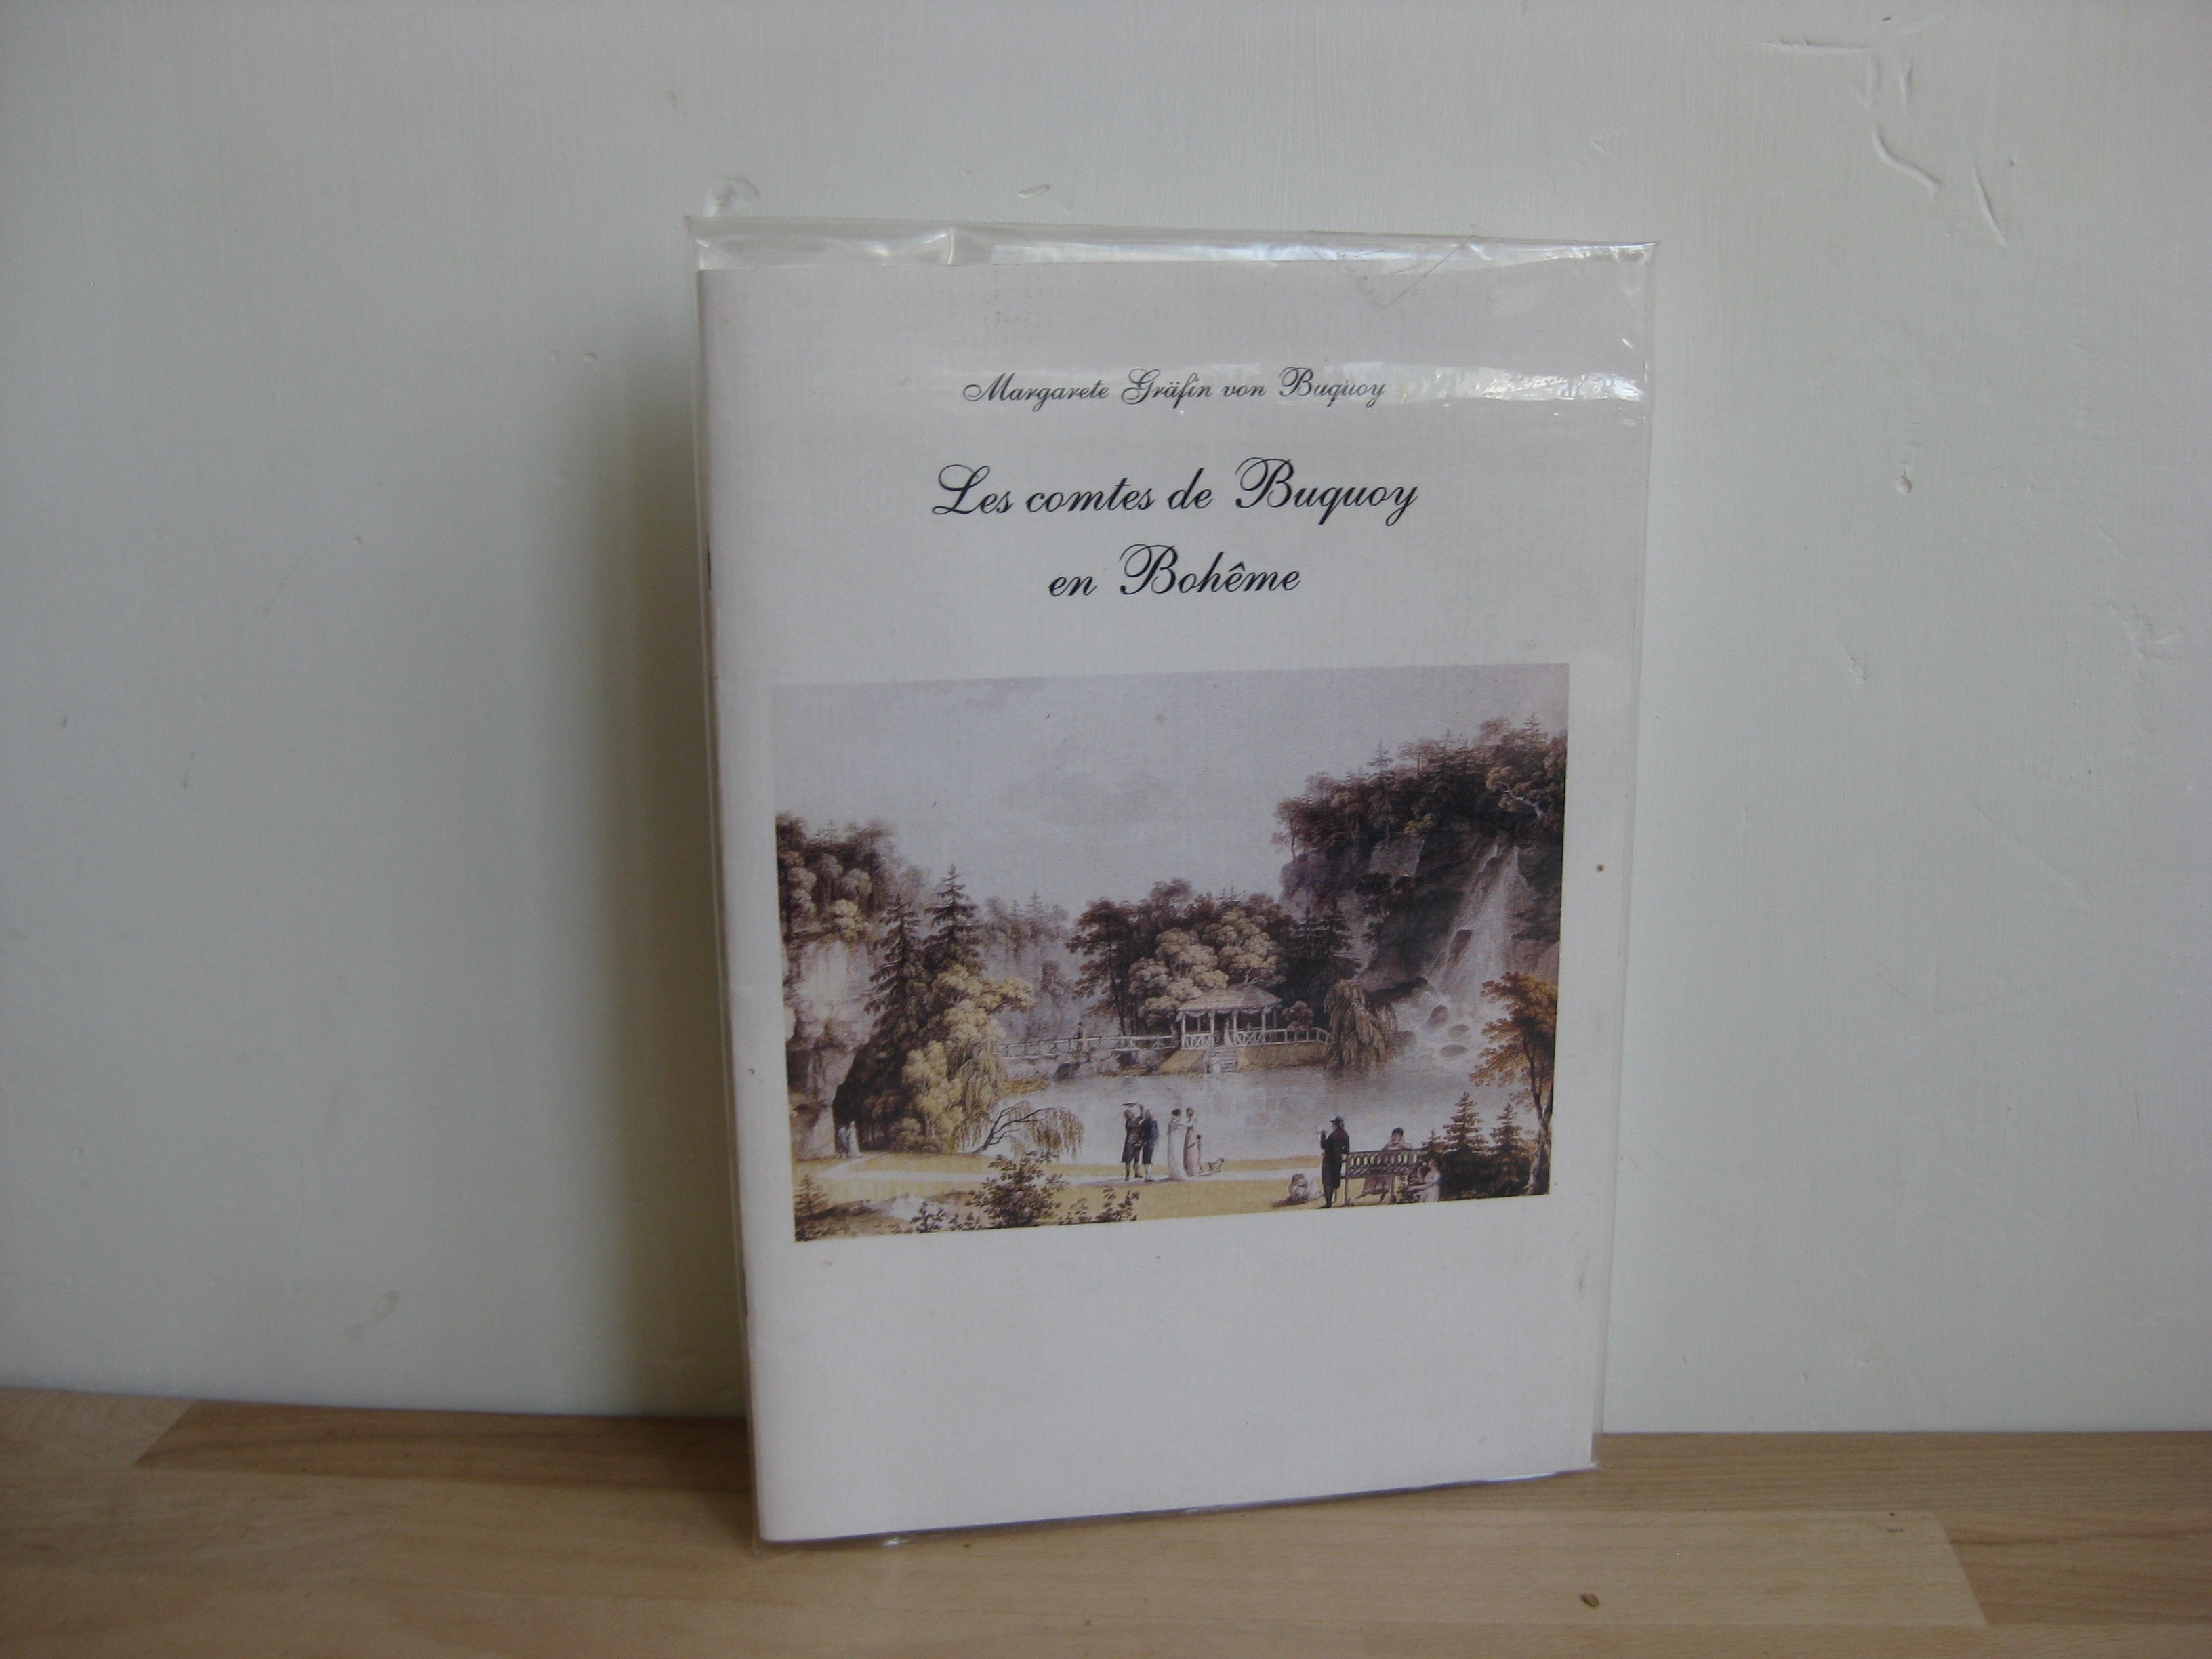 Margarete Gräfin von Buquoy
Les comtes de Buquoy
en Bohême